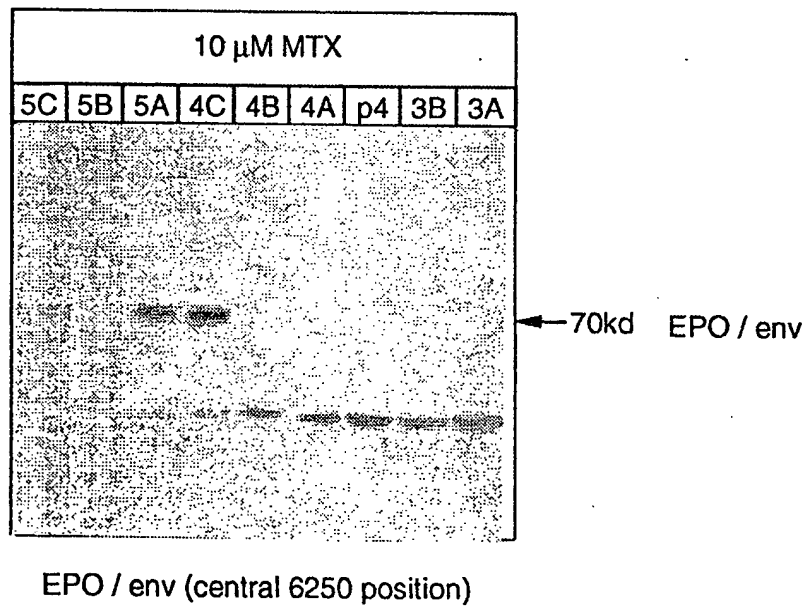 10 µM MTX
5C 5B 5A 4C 4B 4A p4 3B 3A
70kd EPO / env
EPO / env (central 6250 position)